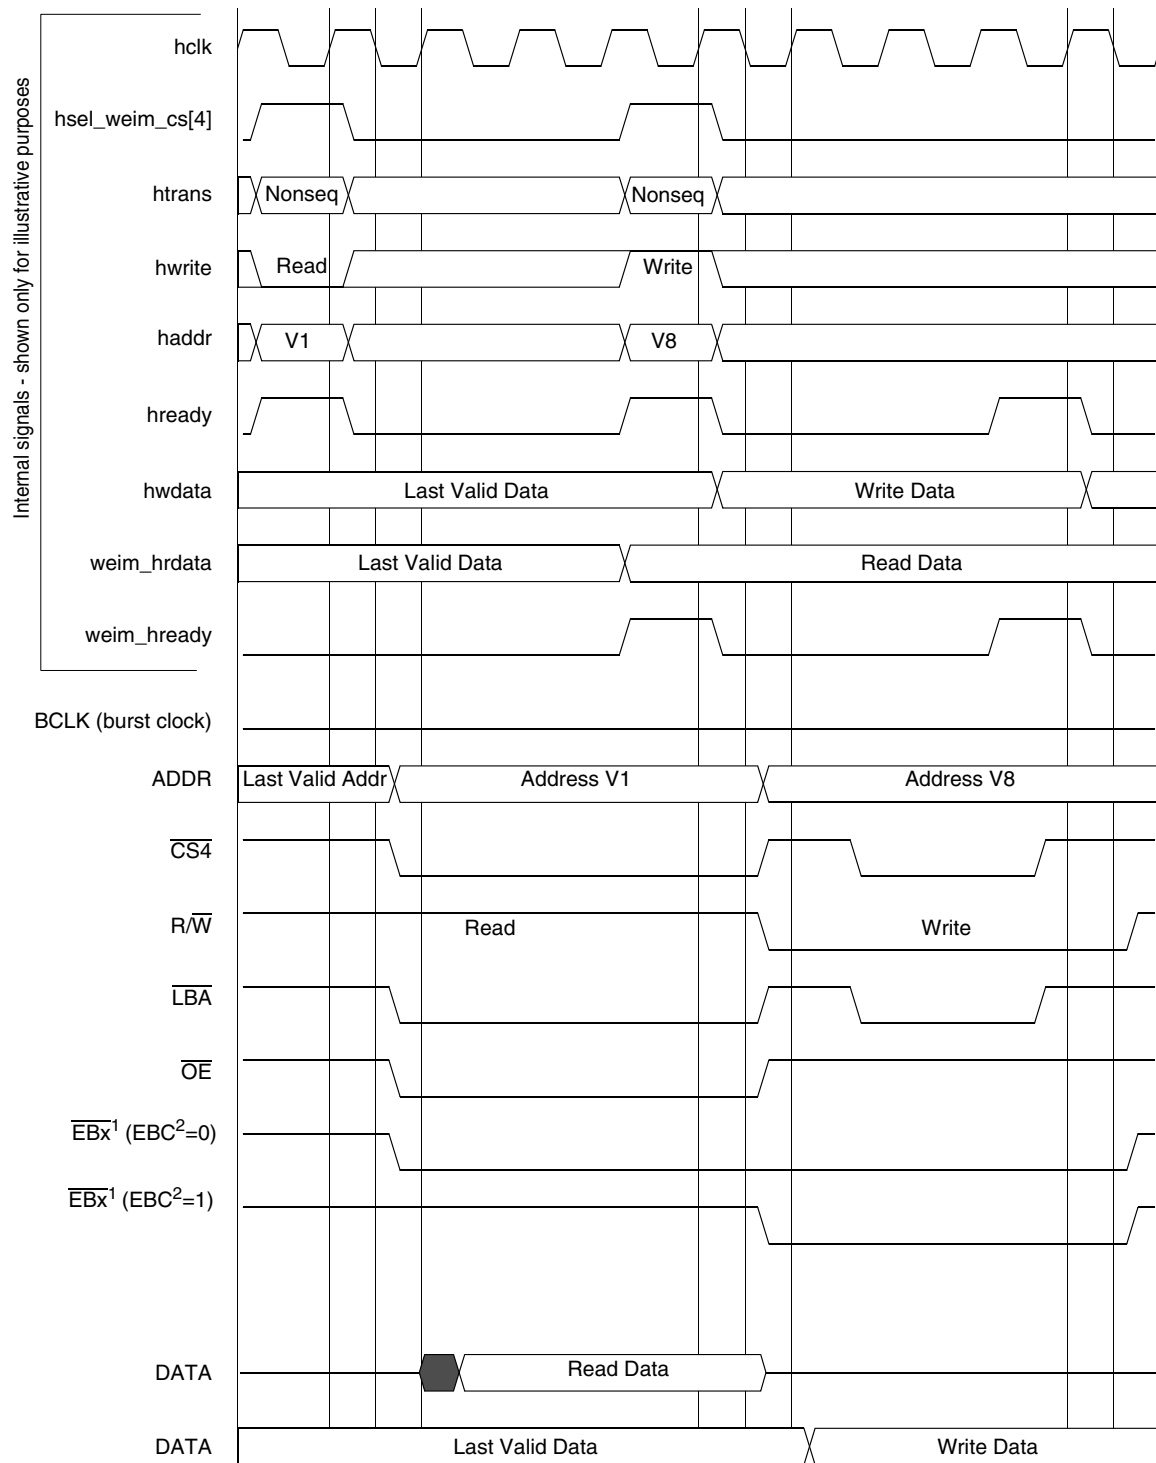 Internal signals - shown only for illustrative purposes
hclk
hsel_weim_cs[4]
htrans Nonseq Nonseq
hwrite Read Write
haddr V1 V8
hready
hwdata Last Valid Data Write Data
weim_hrdata Last Valid Data Read Data
weim_hready
BCLK (burst clock)
ADDR Last Valid Addr Address V1 Address V8
CS4
R/W Read Write
LBA
OE
EBx1 (EBC2=0)
EBx1 (EBC2=1)
DATA Read Data
DATA Last Valid Data Write Data